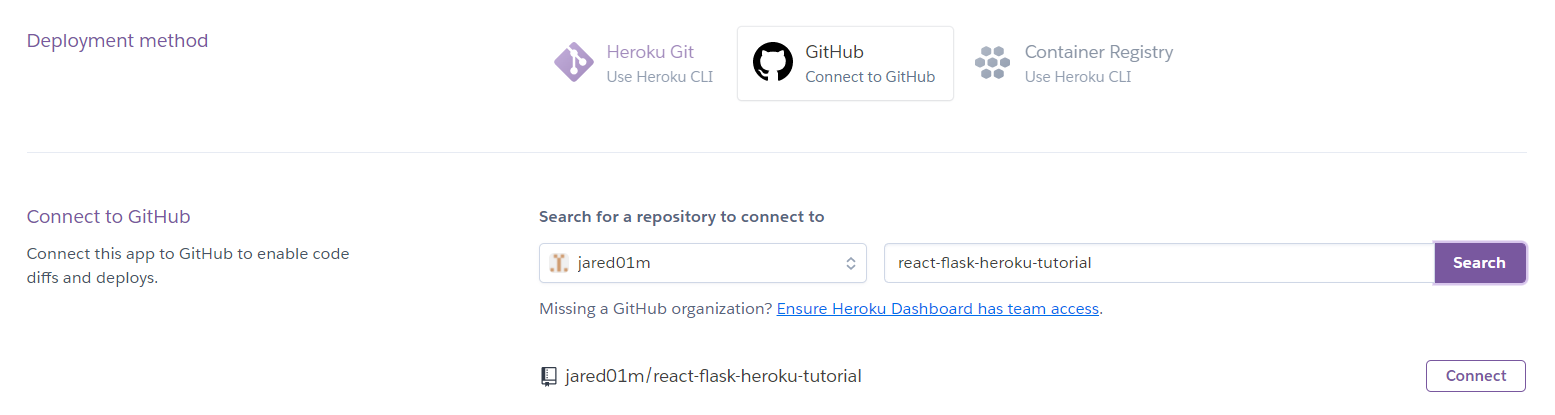 Deployment method
Heroku Git
Use Heroku CLI
GitHub
Connect to GitHub
Container Registry
Use Heroku CLI
Connect to GitHub
Connect this app to GitHub to enable code
diffs and deploys.
Search for a repository to connect to
jared01m
react-flask-heroku-tutorial
Search
Missing a GitHub organization? Ensure Heroku Dashboard has team access.
jared01m/react-flask-heroku-tutorial
Connect